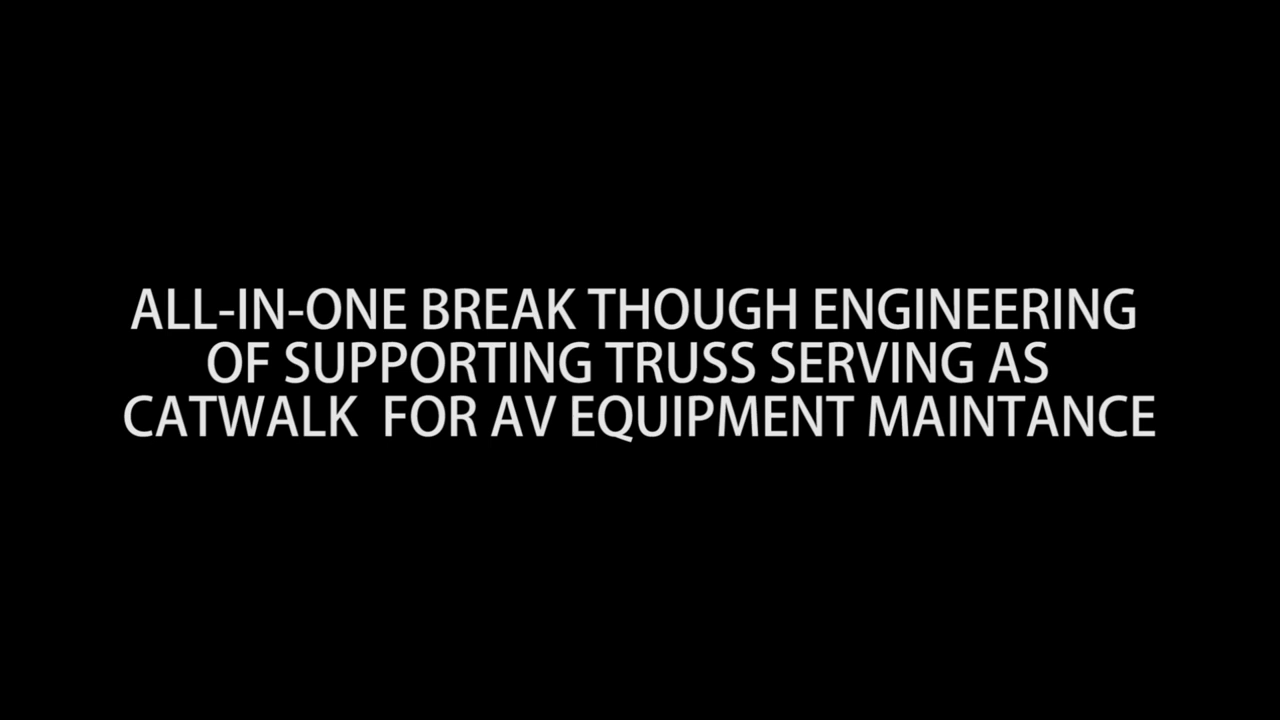 ALL-IN-ONE BREAK THOUGH ENGINEERING
OF SUPPORTING TRUSS SERVING AS
CATWALK  FOR AV EQUIPMENT MAINTANCE